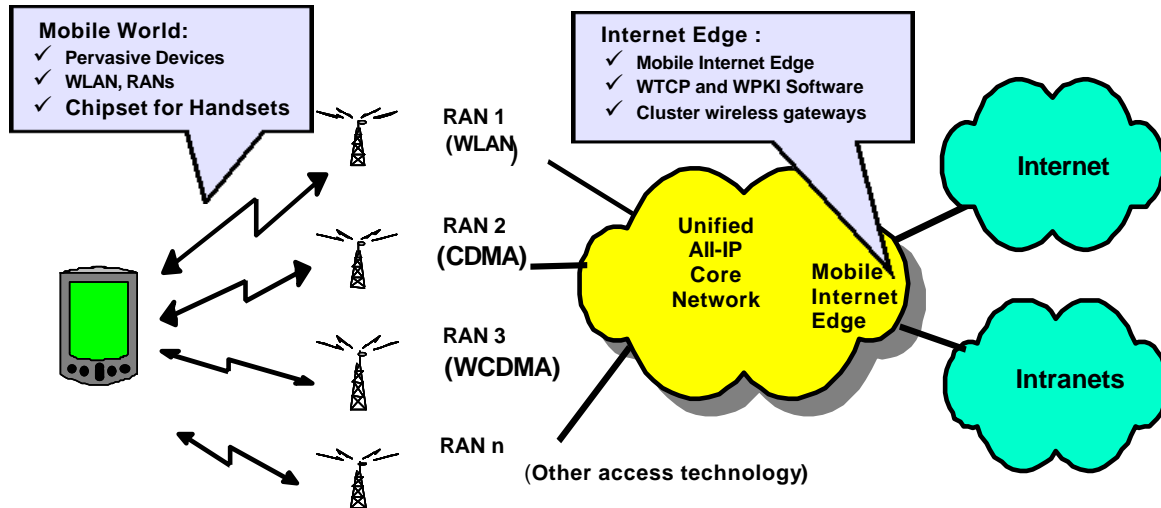 Mobile World:
✓ Pervasive Devices
✓ WLAN, RANs
✓ Chipset for Handsets
Internet Edge :
✓ Mobile Internet Edge
✓ WTCP and WPKI Software
✓ Cluster wireless gateways
RAN 1
(WLAN)
RAN 2
(CDMA)
RAN 3
(WCDMA)
RAN n
(Other access technology)
Unified
All-IP
Core
Network
Mobile
Internet
Edge
Internet
Intranets